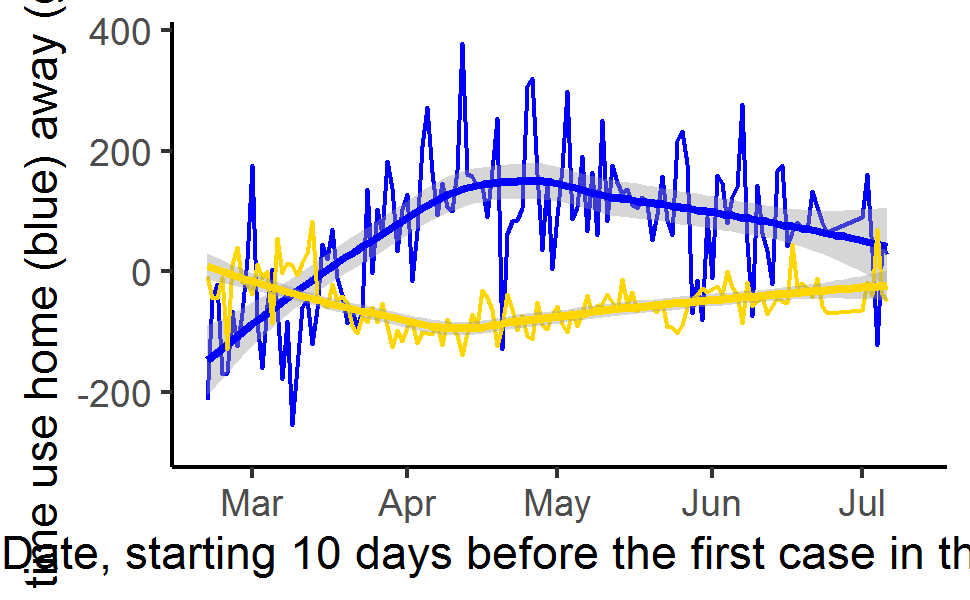 time use home (blue) away (
400
200
0
-200
Mar Apr May Jun Jul
Date, starting 10 days before the first case in th